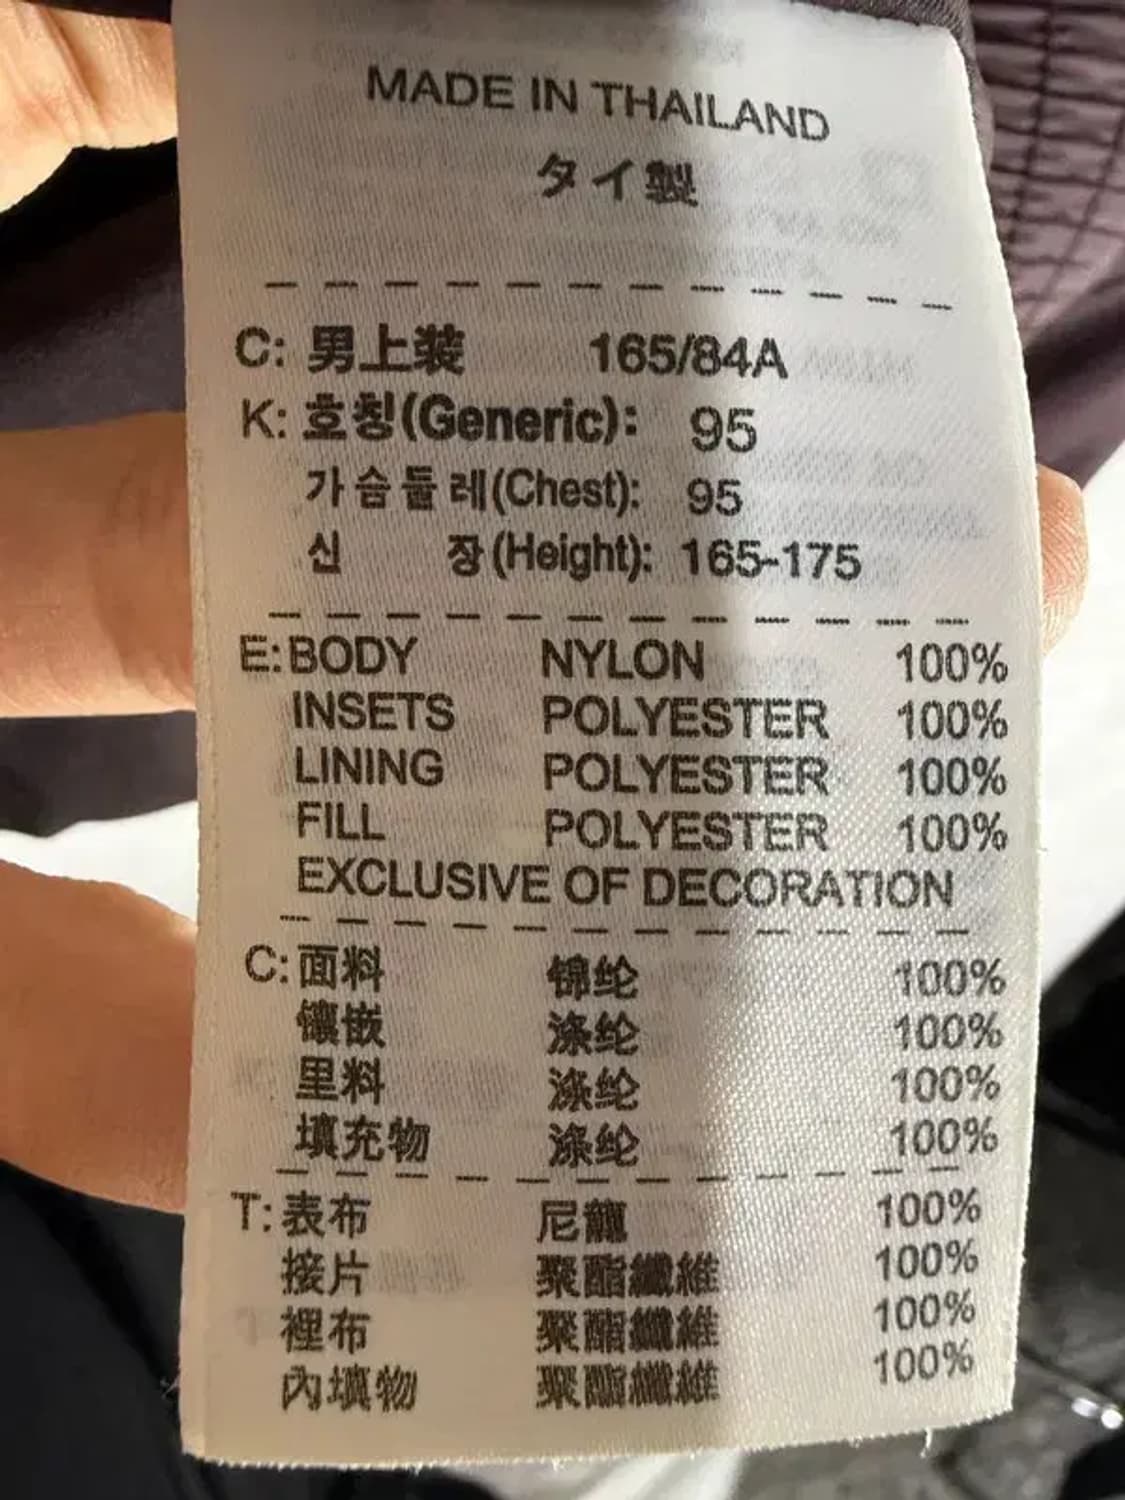 MADE IN THAILAND
タイ製
C: 男上装 165/84A
K: 호칭(Generic): 95
가슴둘레(Chest): 95
신 장(Height): 165-175
E: BODY NYLON 100%
INSETS POLYESTER 100%
LINING POLYESTER 100%
FILL POLYESTER 100%
EXCLUSIVE OF DECORATION
C: 面料 锦纶 100%
镶嵌 涤纶 100%
里料 涤纶 100%
填充物 涤纶 100%
T: 表布 尼龍 100%
接片 聚酯纖維 100%
裡布 聚酯纖維 100%
內填物 聚酯纖維 100%